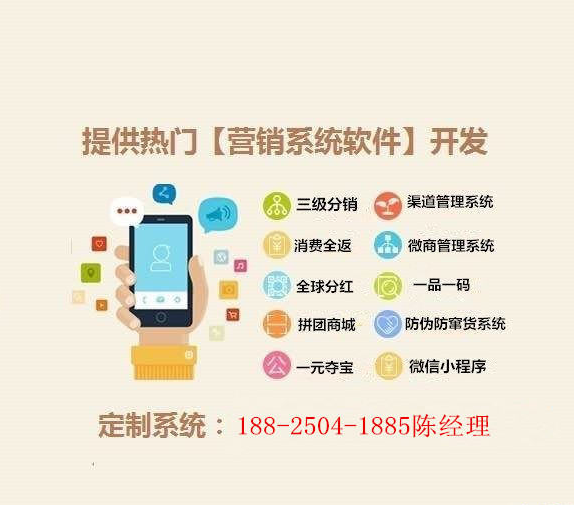 提供热门【营销系统软件】开发
三级分销
渠道管理系统
消费全返
微商管理系统
全球分红
一品一码
拼团商城
防伪防窜货系统
公
一元夺宝
微信小程序
定制系统：188-2504-1885陈经理